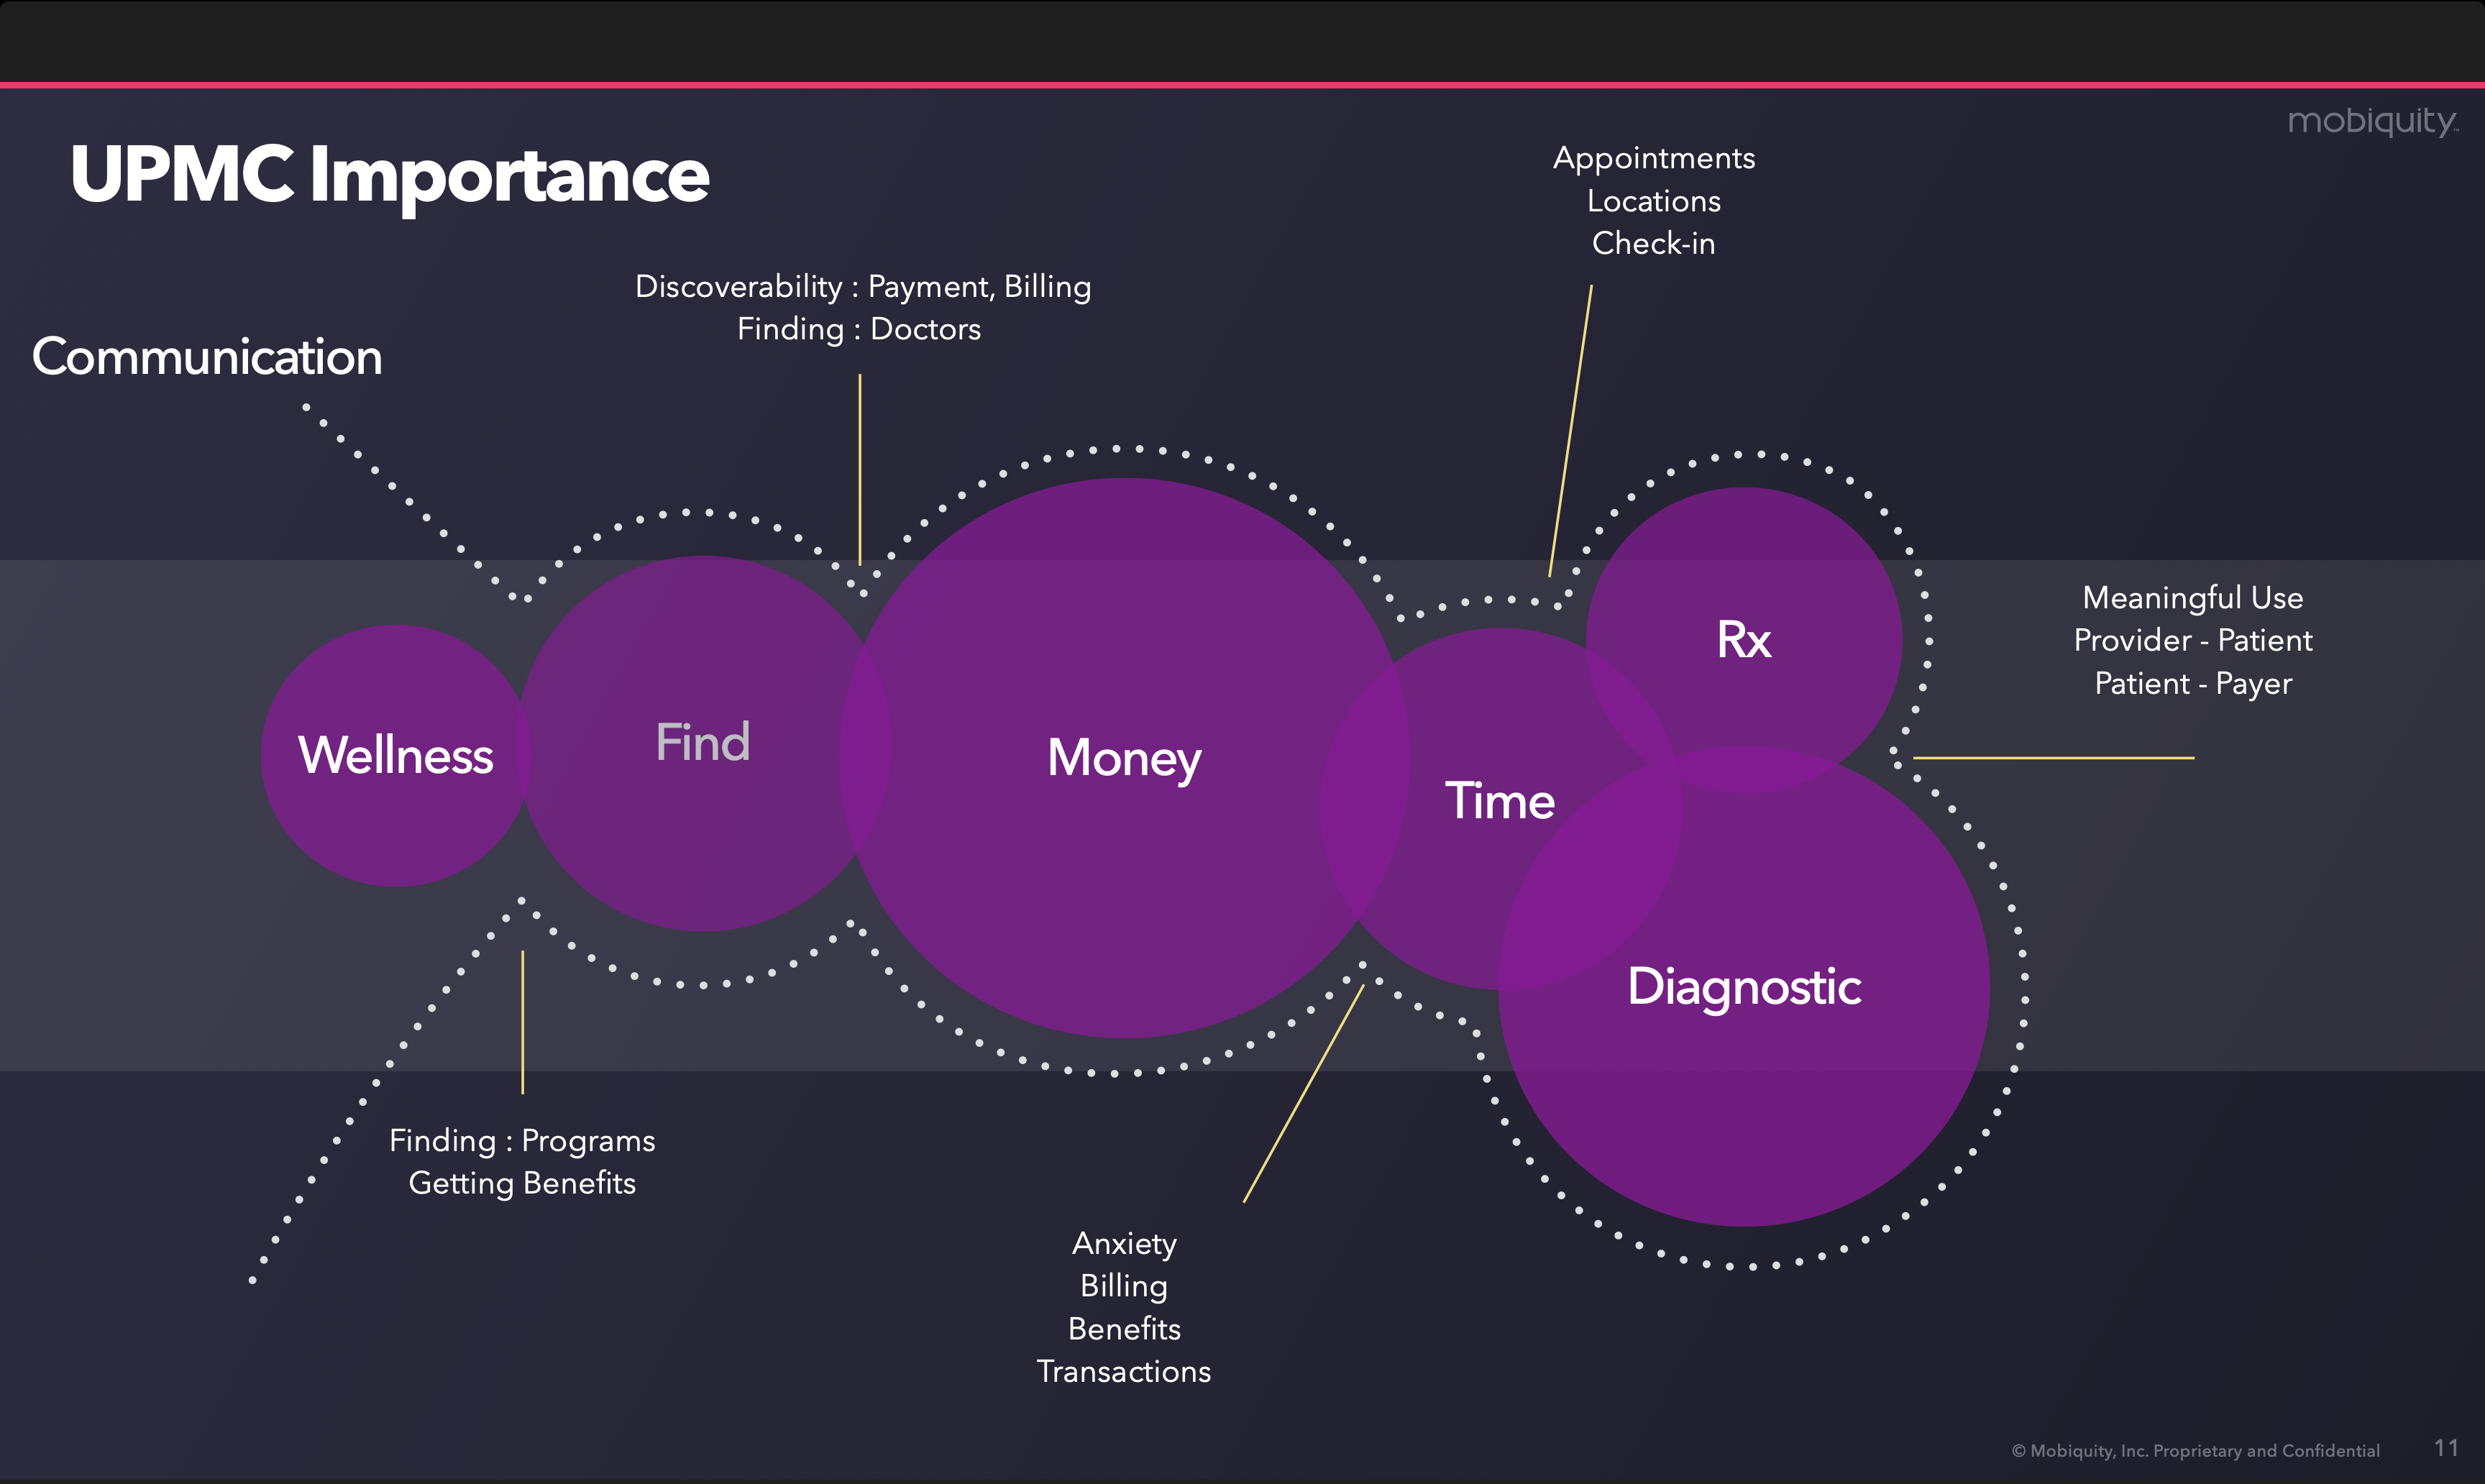 mobiquity™
UPMC Importance
Appointments
Locations
Check-in
Discoverability : Payment, Billing
Finding : Doctors
Communication
Wellness
Find
Money
Time
Rx
Diagnostic
Meaningful Use
Provider - Patient
Patient - Payer
Finding : Programs
Getting Benefits
Anxiety
Billing
Benefits
Transactions
© Mobiquity, Inc. Proprietary and Confidential
11